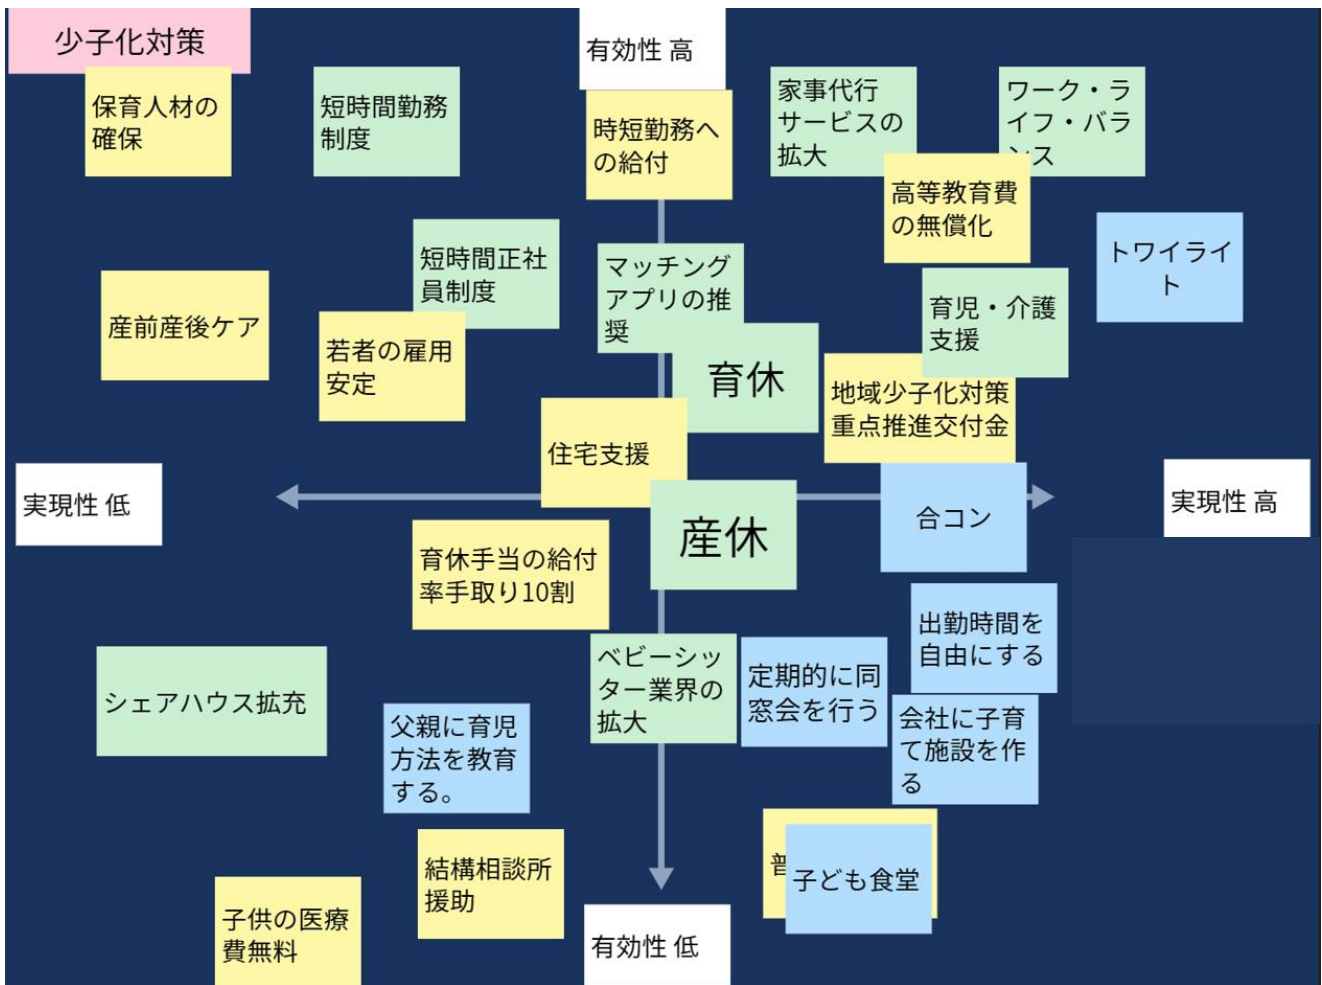 少子化対策
有効性 高
保育人材の
確保
短時間勤務
制度
時短勤務へ
の給付
家事代行
サービスの
拡大
ワーク・ラ
イフ・バラ
ンス
高等教育費
の無償化
トワイライ
ト
短時間正社
員制度
マッチング
アプリの推
奨
育児・介護
支援
産前産後ケア
若者の雇用
安定
育休
地域少子化対策
重点推進交付金
住宅支援
実現性 低
産休
合コン
実現性 高
育休手当の給付
率手取り10割
出勤時間を
自由にする
シェアハウス拡充
ベビーシッ
ター業界の
拡大
定期的に同
窓会を行う
父親に育児
方法を教育
する。
会社に子育
て施設を作
る
結構相談所
援助
子ども食堂
子供の医療
費無料
有効性 低